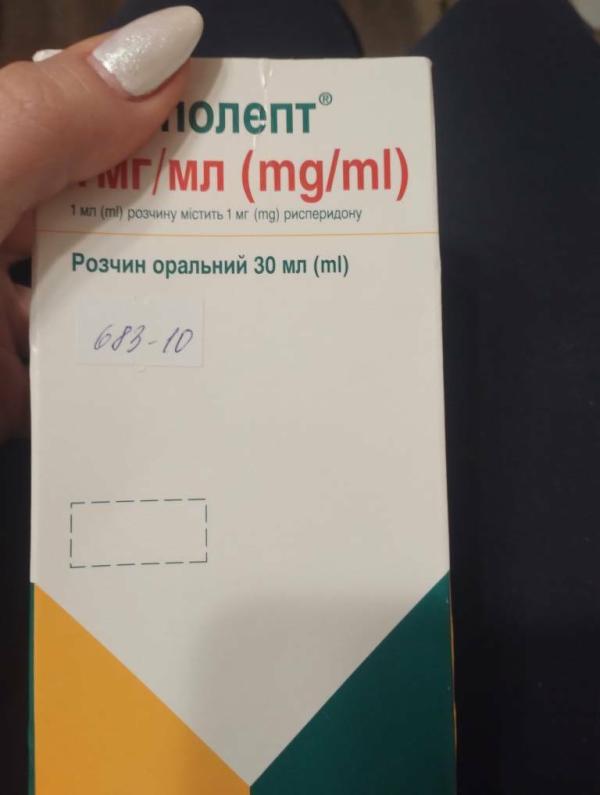 полепт®
мг/мл (mg/ml)
1 мл (ml) розчину містить 1 мг (mg) рисперидону
Розчин оральний 30 мл (ml)
683-10